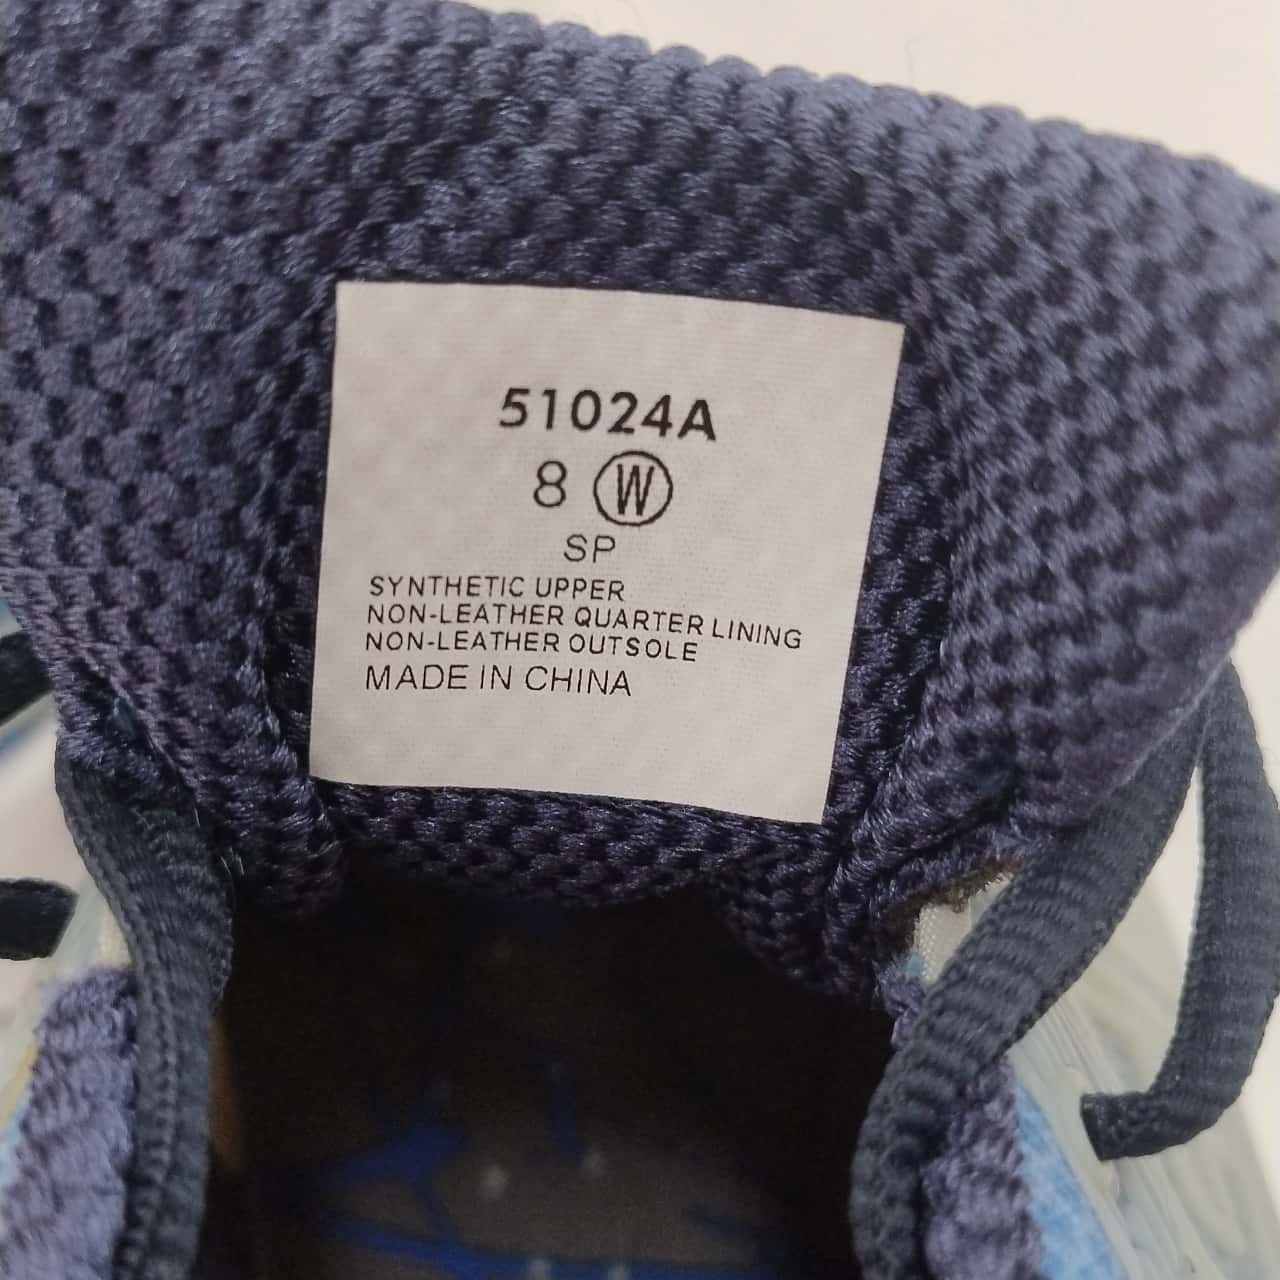 51024A
8 Ⓦ
SP
SYNTHETIC UPPER
NON-LEATHER QUARTER LINING
NON-LEATHER OUTSOLE
MADE IN CHINA